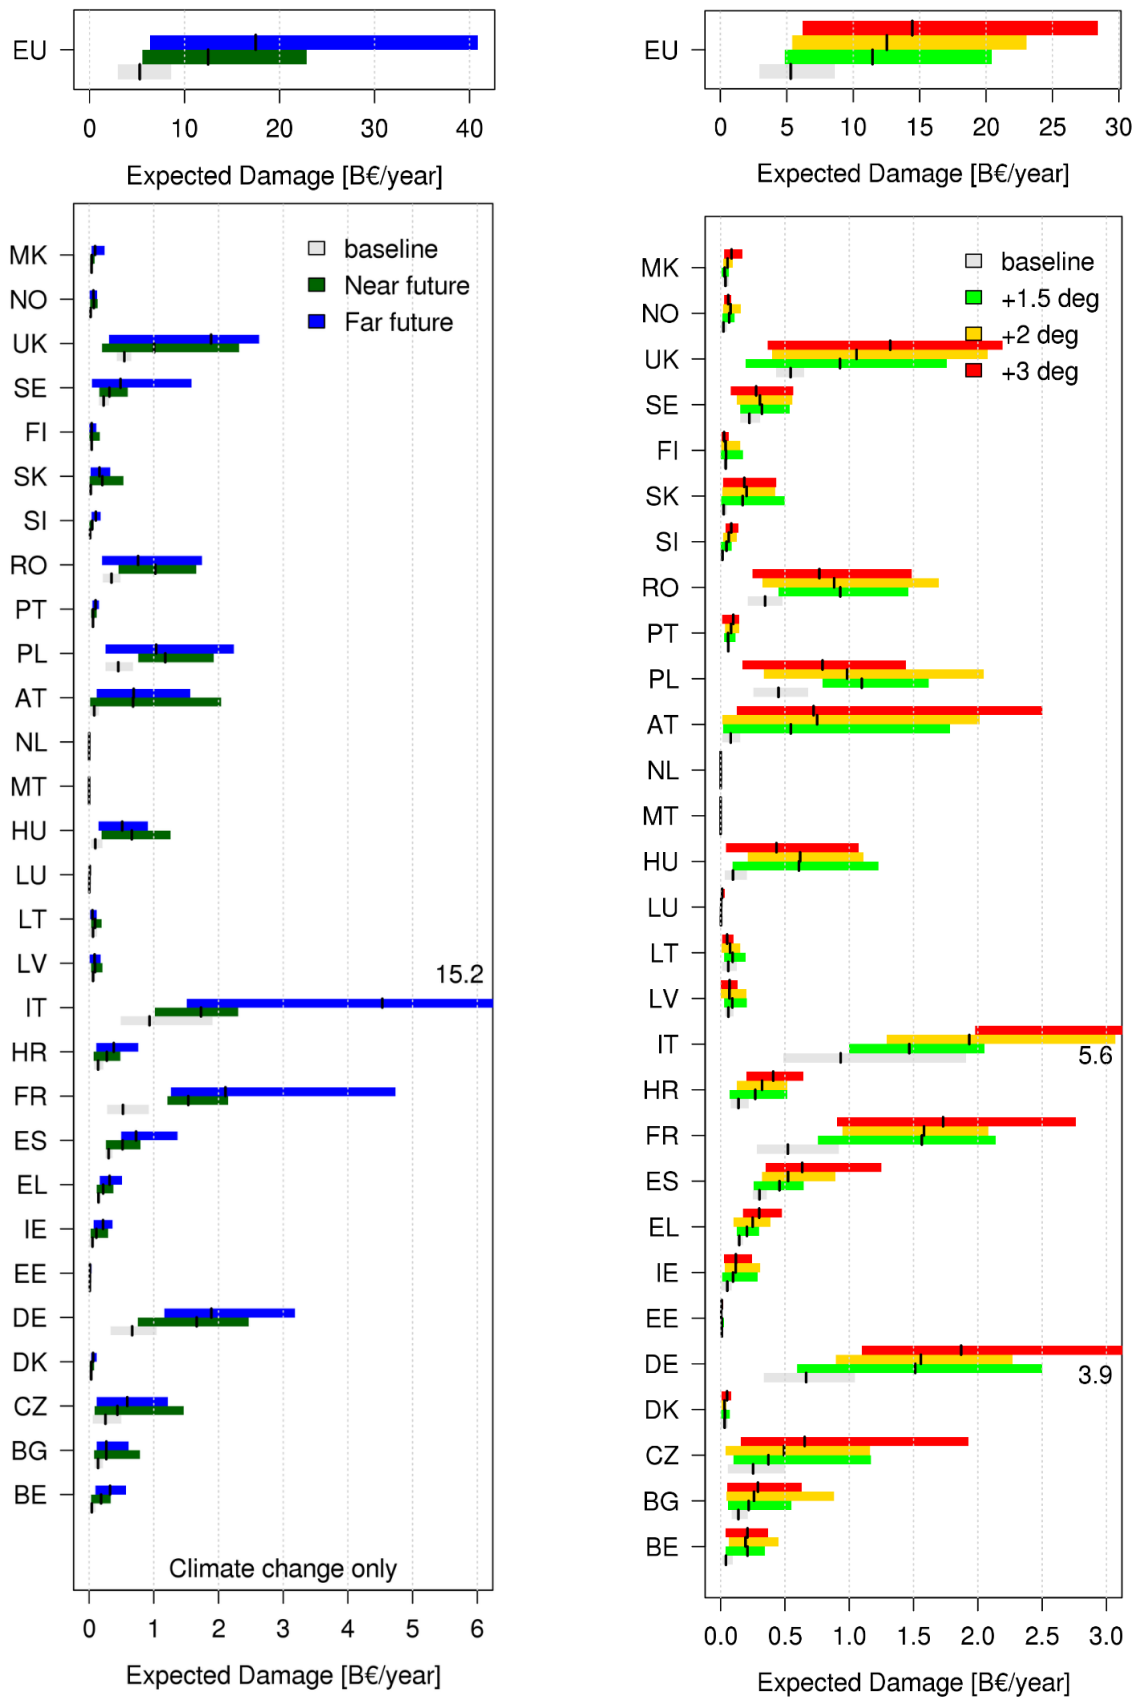 EU
0 10 20 30 40
Expected Damage [B€/year]
MK
NO
UK
SE
FI
SK
SI
RO
PT
PL
AT
NL
MT
HU
LU
LT
LV
IT
HR
FR
ES
EL
IE
EE
DE
DK
CZ
BG
BE
baseline
Near future
Far future
15.2
Climate change only
0 1 2 3 4 5 6
Expected Damage [B€/year]
EU
0 5 10 15 20 25 30
Expected Damage [B€/year]
MK
NO
UK
SE
FI
SK
SI
RO
PT
PL
AT
NL
MT
HU
LU
LT
LV
IT
HR
FR
ES
EL
IE
EE
DE
DK
CZ
BG
BE
baseline
+1.5 deg
+2 deg
+3 deg
5.6
3.9
0.0 0.5 1.0 1.5 2.0 2.5 3.0
Expected Damage [B€/year]